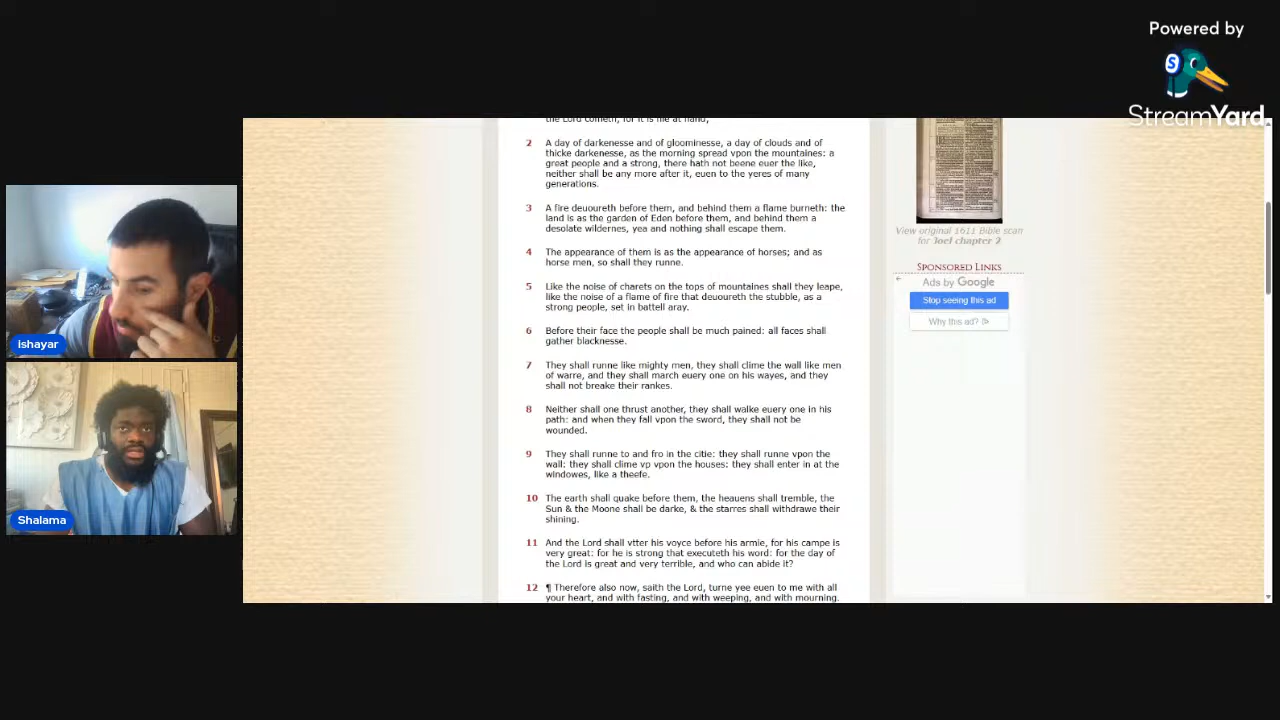 Powered by
StreamYard
the Lord cometh, for it is nie at hand;
2 A day of darkenesse and of gloominesse, a day of clouds and of
thicke darkenesse, as the morning spread vpon the mountaines: a
great people and a strong, there hath not beene euer the like,
neither shall be any more after it, euen to the yeres of many
generations.
3 A fire deuoureth before them, and behind them a flame burneth: the
land is as the garden of Eden before them, and behind them a
desolate wildernes, yea and nothing shall escape them.
4 The appearance of them is as the appearance of horses; and as
horse men, so shall they runne.
5 Like the noise of charets on the tops of mountaines shall they leape,
like the noise of a flame of fire that deuoureth the stubble, as a
strong people, set in battell aray.
6 Before their face the people shall be much pained: all faces shall
gather blacknesse.
7 They shall runne like mighty men, they shall clime the wall like men
of warre, and they shall march euery one on his wayes, and they
shall not breake their rankes.
8 Neither shall one thrust another, they shall walke euery one in his
path: and when they fall vpon the sword, they shall not be
wounded.
9 They shall runne to and fro in the citie: they shall runne vpon the
wall: they shall clime vp vpon the houses: they shall enter in at the
windowes, like a theefe.
10 The earth shall quake before them, the heauens shall tremble, the
Sun & the Moone shall be darke, & the starres shall withdrawe their
shining.
11 And the Lord shall vtter his voyce before his armie, for his campe is
very great: for he is strong that executeth his word: for the day of
the Lord is great and very terrible, and who can abide it?
12 ¶ Therefore also now, saith the Lord, turne yee euen to me with all
your heart, and with fasting, and with weeping, and with mourning.
View original 1611 Bible scan
for Joel chapter 2
Sponsored Links
Ads by Google
Stop seeing this ad
Why this ad?
ishayar
Shalama